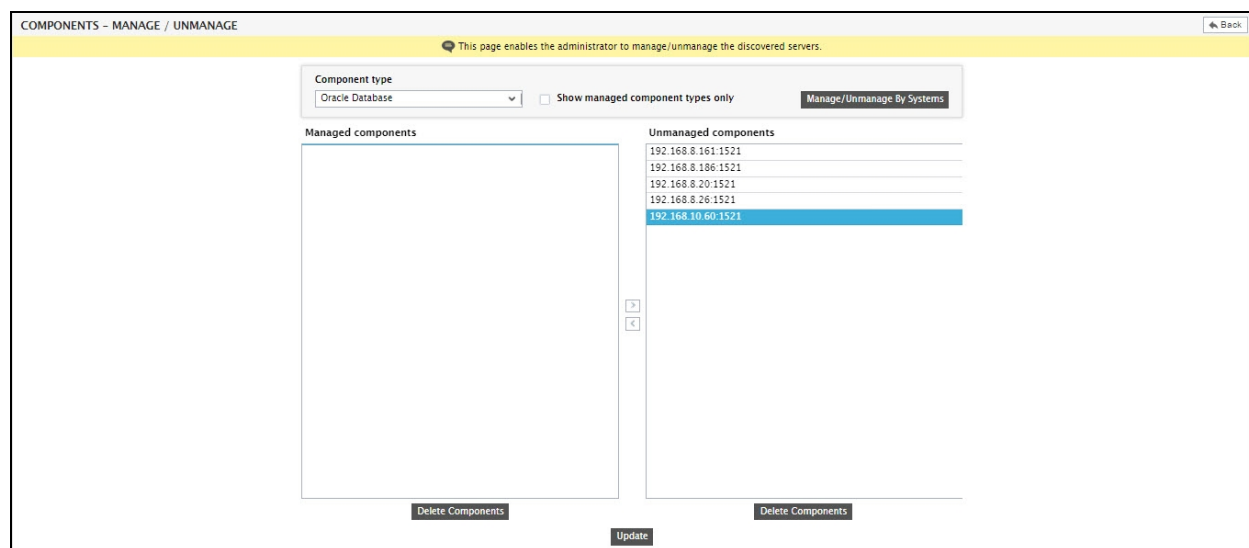 COMPONENTS - MANAGE / UNMANAGE
Back
This page enables the administrator to manage/unmanage the discovered servers.
Component type
Oracle Database
Show managed component types only
Manage/Unmanage By Systems
Managed components
Unmanaged components
192.168.8.161:1521
192.168.8.186:1521
192.168.8.20:1521
192.168.8.26:1521
192.168.10.60:1521
>
<
Delete Components
Delete Components
Update